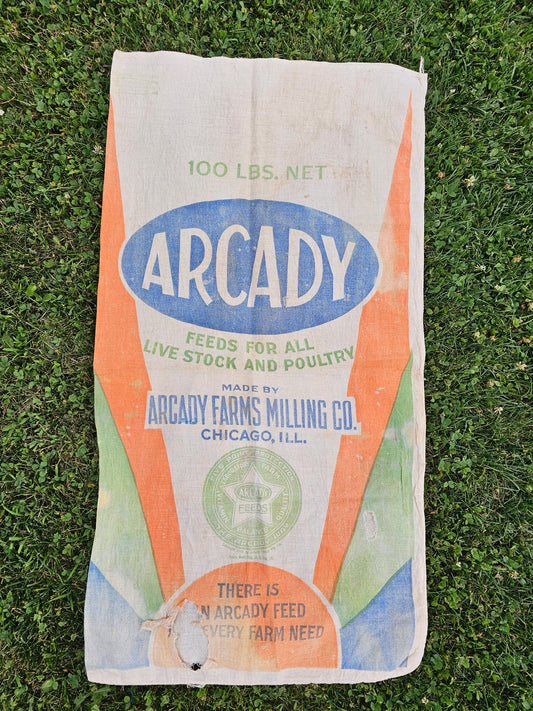 100 LBS. NET
ARCADY
FEEDS FOR ALL
LIVE STOCK AND POULTRY
MADE BY
ARCADY FARMS MILLING CO.
CHICAGO, ILL.
ARCADY
FEEDS
THERE IS
N ARCADY FEED
EVERY FARM NEED